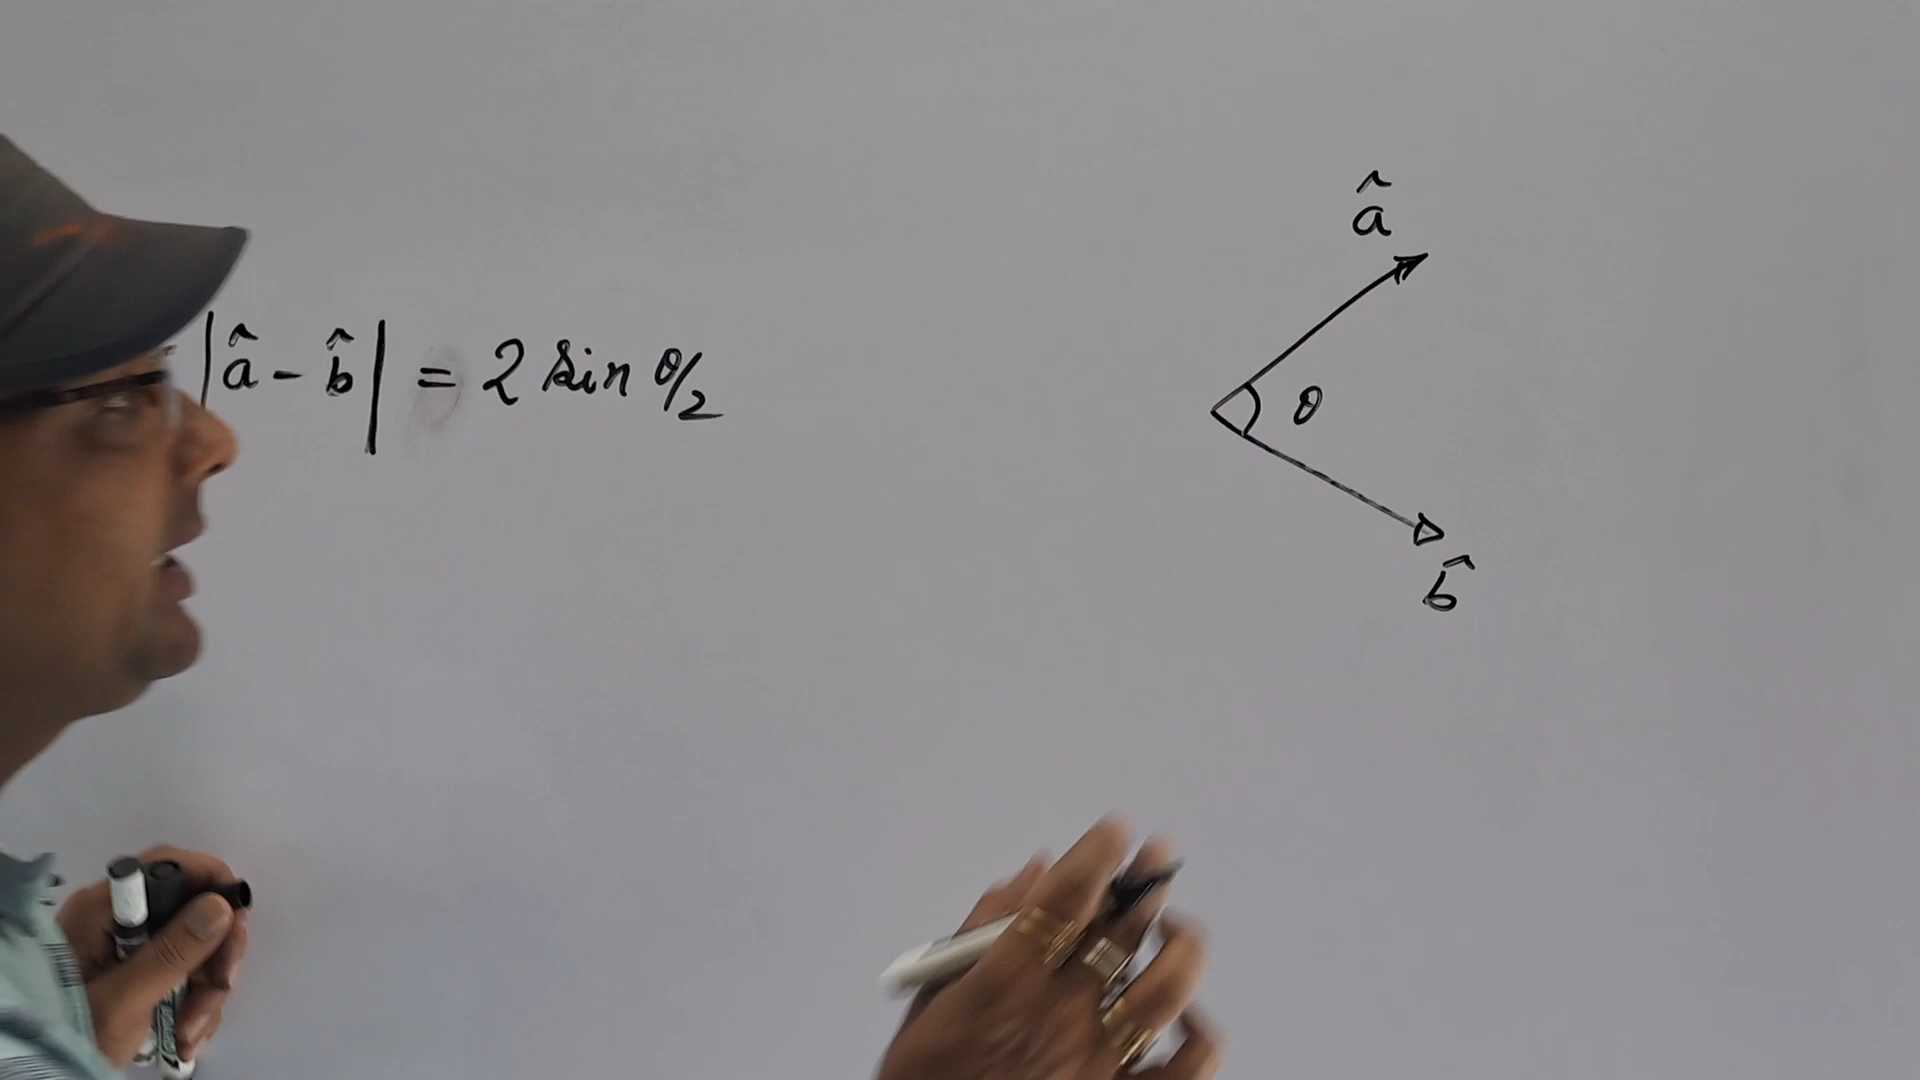 |â - b̂| = 2 sin θ/2
â
θ
b̂